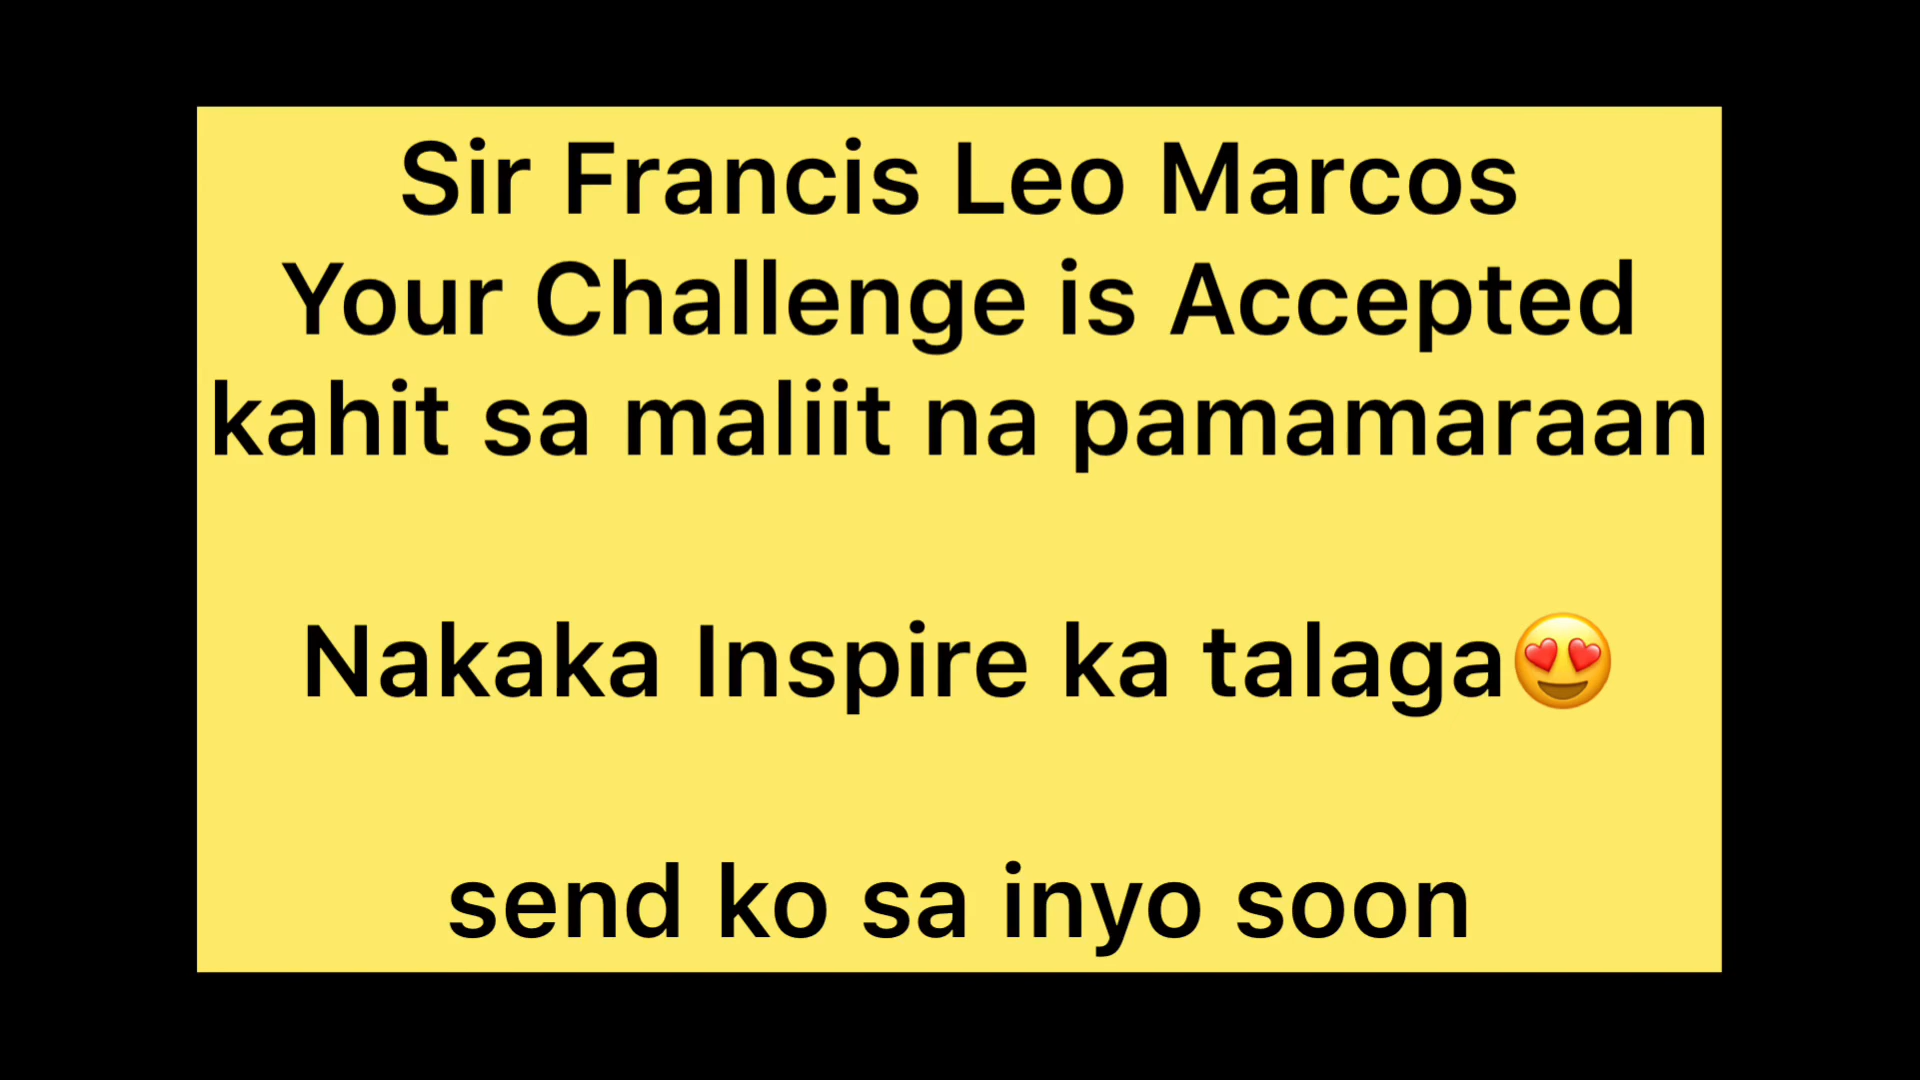 Sir Francis Leo Marcos
Your Challenge is Accepted
kahit sa maliit na pamamaraan
Nakaka Inspire ka talaga😍
send ko sa inyo soon